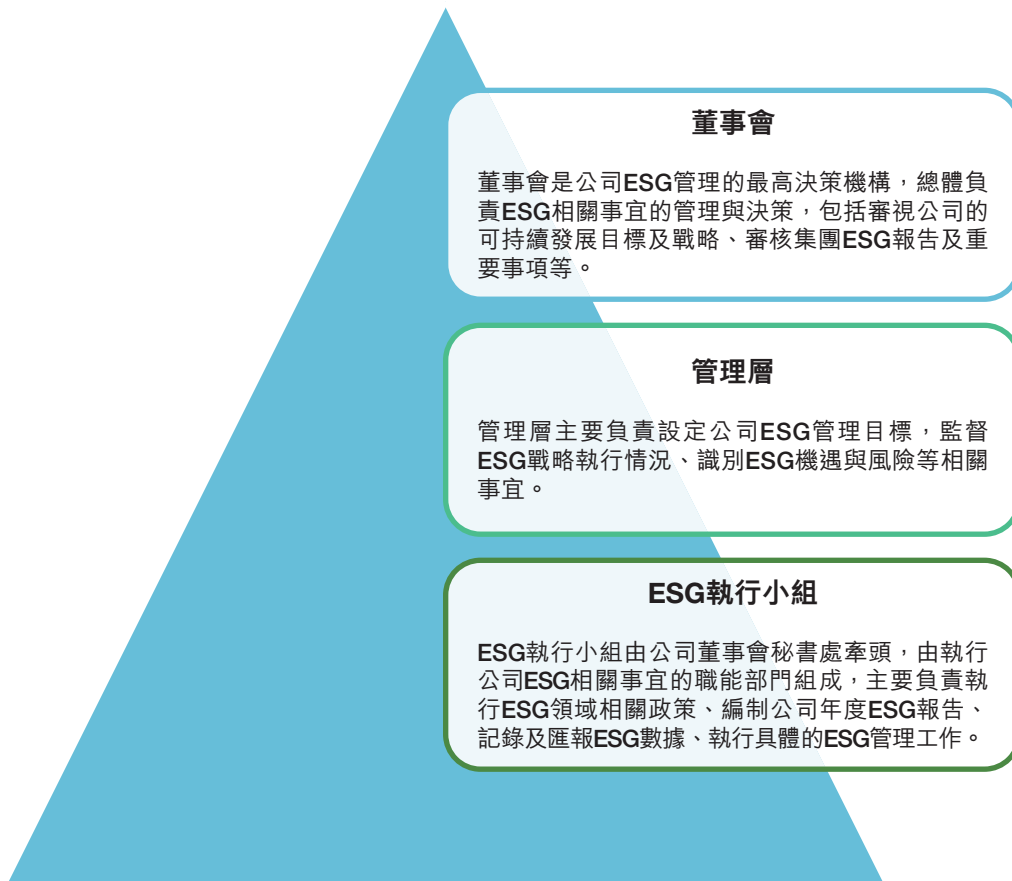 董事會
董事會是公司ESG管理的最高決策機構，總體負
責ESG相關事宜的管理與決策，包括審視公司的
可持續發展目標及戰略、審核集團ESG報告及重
要事項等。
管理層
管理層主要負責設定公司ESG管理目標，監督
ESG戰略執行情況、識別ESG機遇與風險等相關
事宜。
ESG執行小組
ESG執行小組由公司董事會秘書處牽頭，由執行
公司ESG相關事宜的職能部門組成，主要負責執
行ESG領域相關政策、編制公司年度ESG報告、
記錄及匯報ESG數據、執行具體的ESG管理工作。